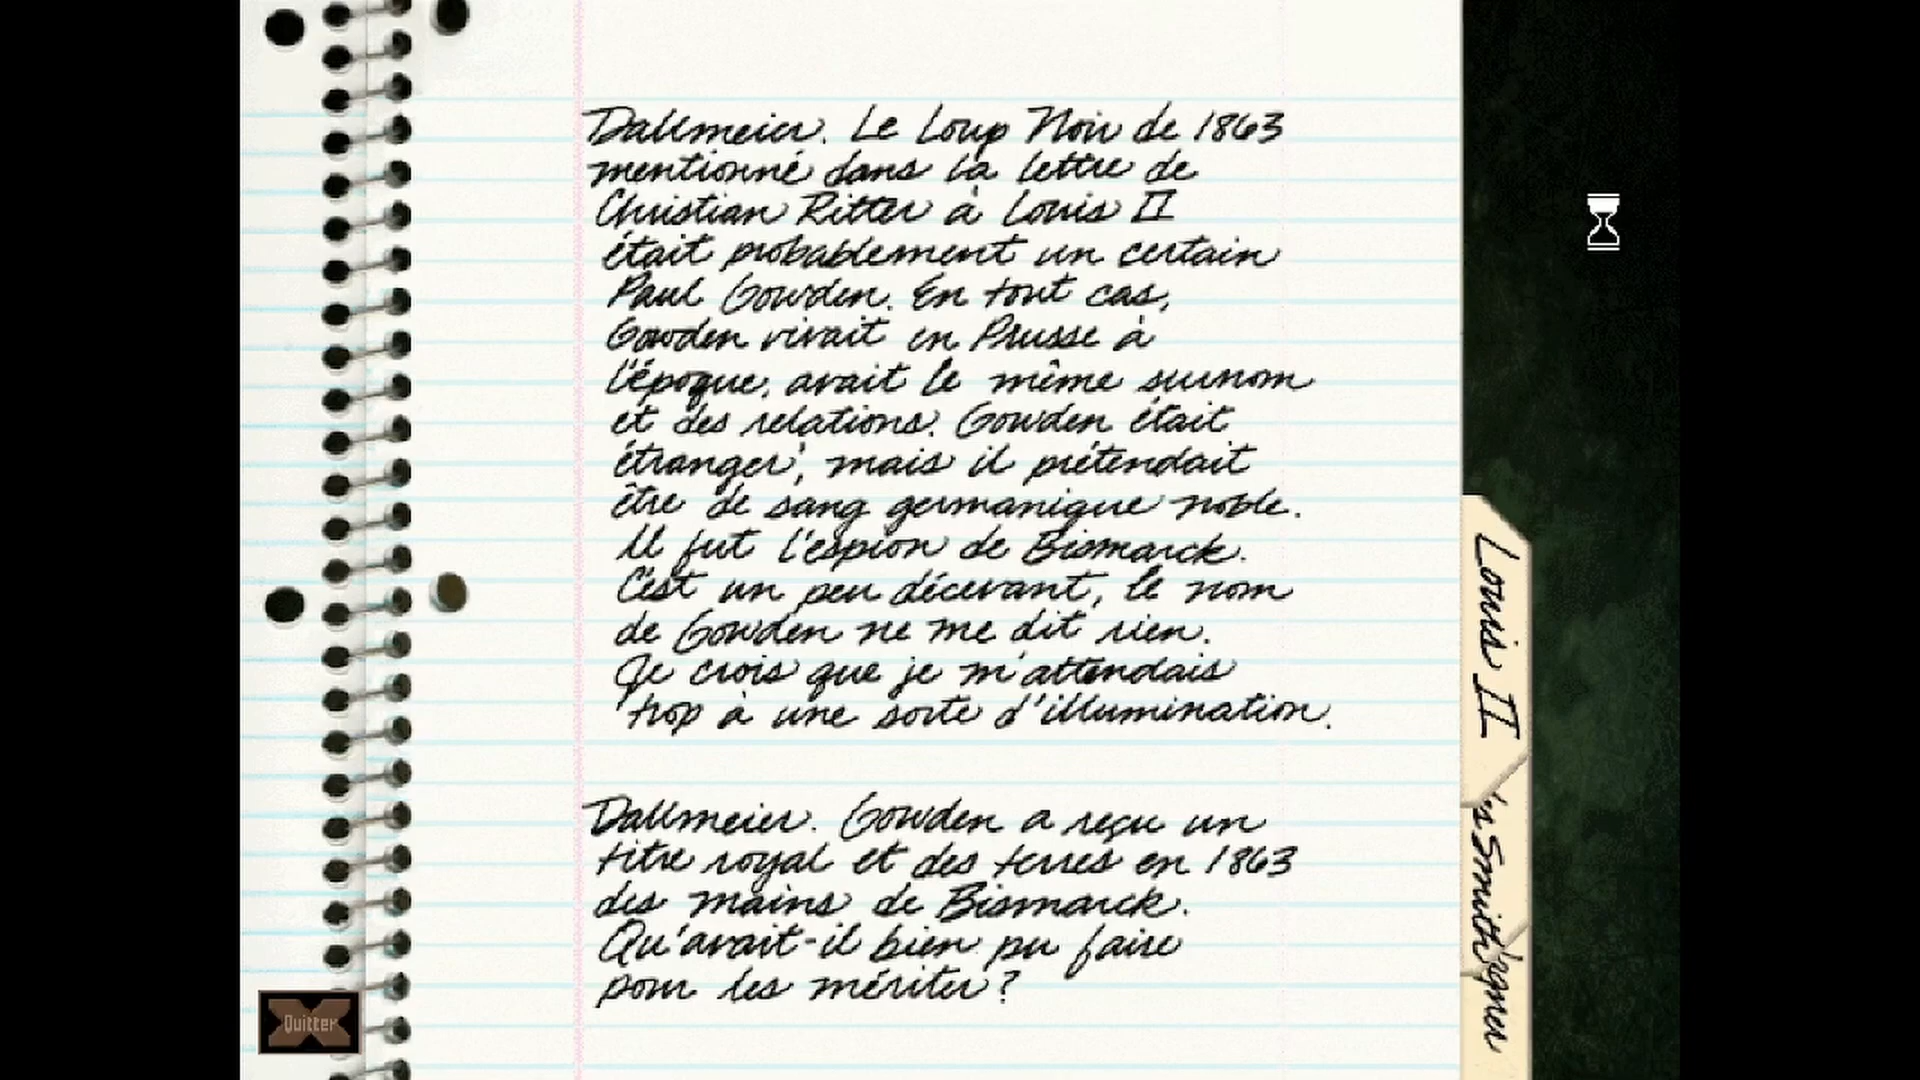 Dallmeier. Le Loup Noir de 1863
mentionné dans la lettre de
Christian Ritter à Louis II
était probablement un certain
Paul Gowden. En tout cas,
Gowden vivait en Prusse à
l'époque, avait le même surnom
et des relations. Gowden était
étranger, mais il prétendait
être de sang germanique noble.
Il fut l'espion de Bismarck.
C'est un peu décevant, le nom
de Gowden ne me dit rien.
Je crois que je m'attendais
trop à une sorte d'illumination.
Dallmeier. Gowden a reçu un
titre royal et des terres en 1863
des mains de Bismarck.
Qu'avait-il bien pu faire
pour les mériter?
Louis II
's Smith
gner
Quitter